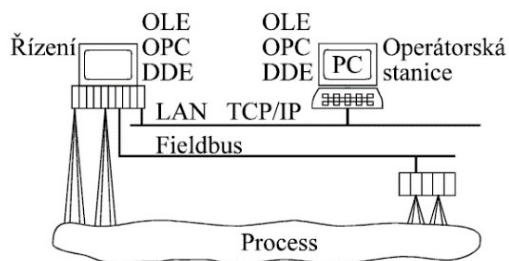 Řízení
OLE
OPC
DDE
OLE
OPC
DDE
PC
Operátorská
stanice
LAN TCP/IP
Fieldbus
Process